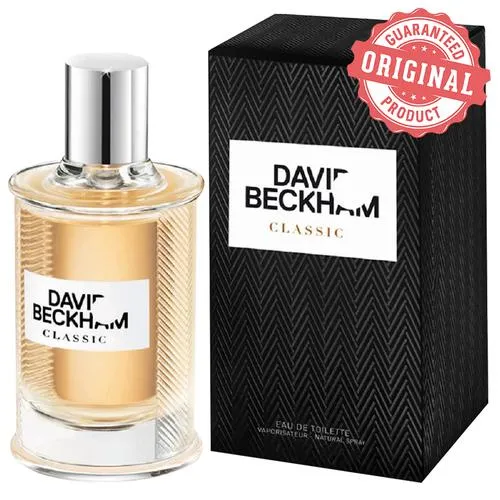 GUARANTEED
ORIGINAL
PRODUCT
DAVID
BECKHAM
CLASSIC
EAU DE TOILETTE
VAPORISATEUR - NATURAL SPRAY
DAVID
BECKHAM
CLASSIC